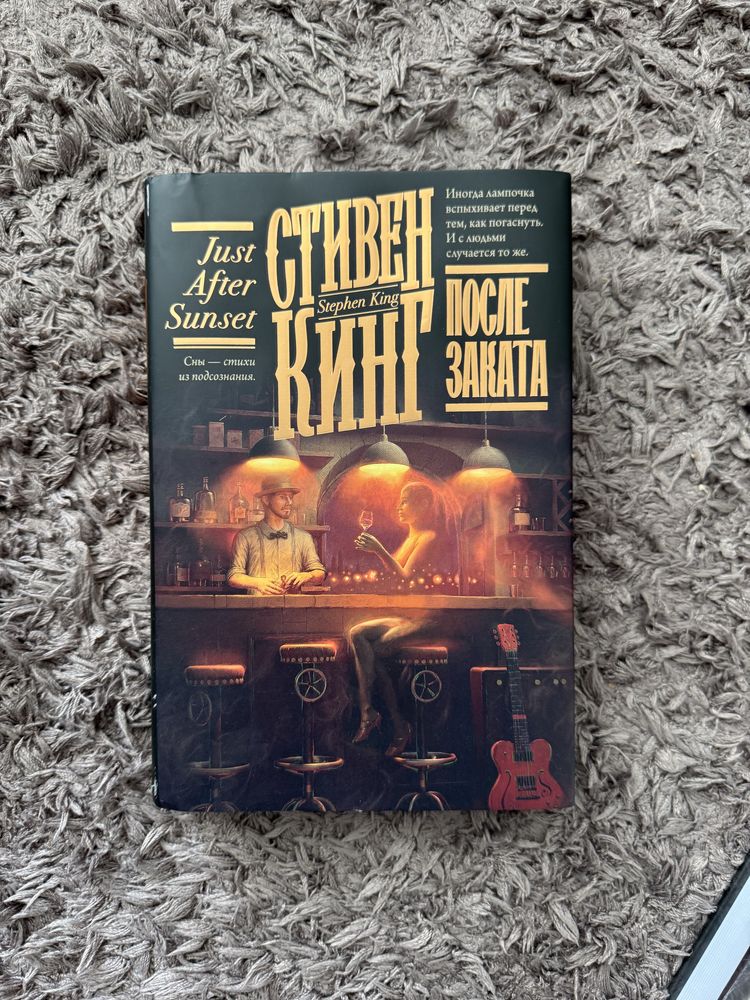 Just
After
Sunset
Сны — стихи
из подсознания.
СТИВЕН
Stephen King
КИНГ
Иногда лампочка
вспыхивает перед
тем, как погаснуть.
И с людьми
случается то же.
ПОСЛЕ
ЗАКАТА